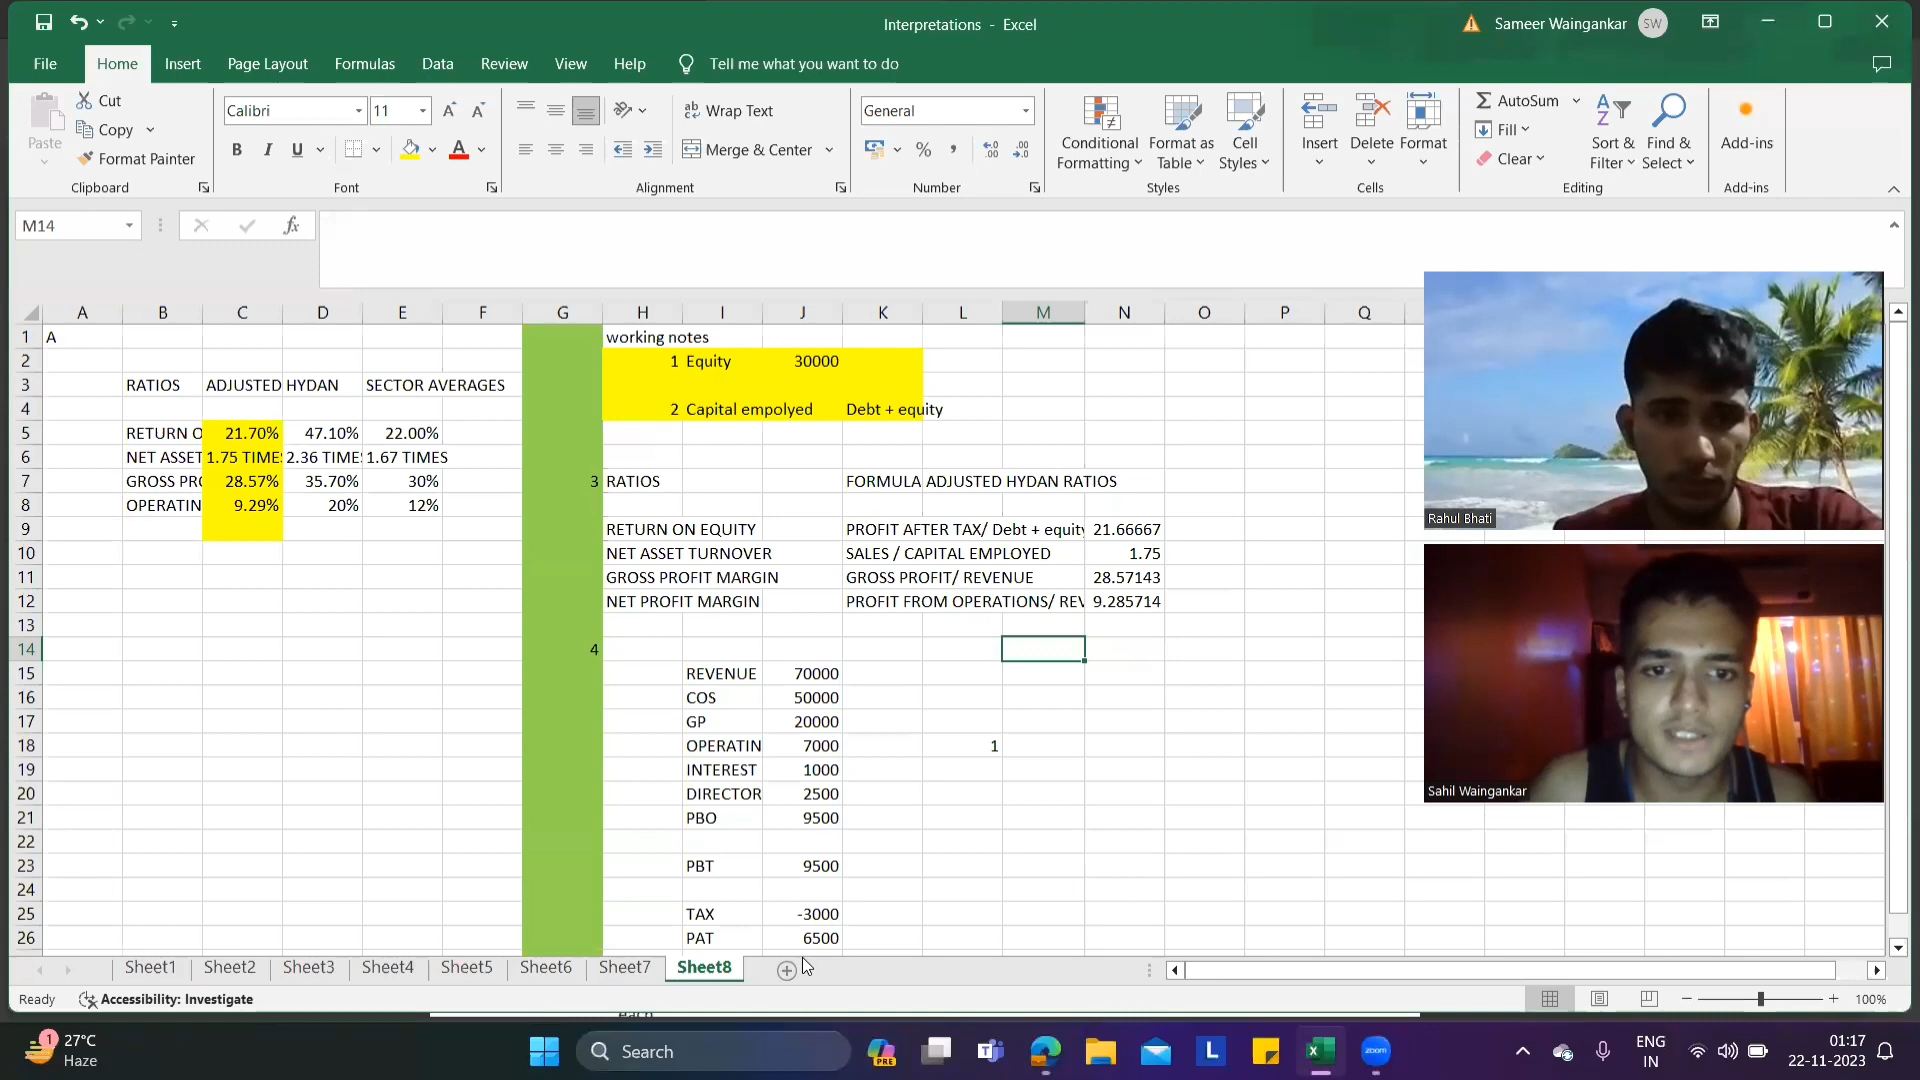 Interpretations - Excel
Sameer Waingankar SW
File Home Insert Page Layout Formulas Data Review View Help Tell me what you want to do
Paste
Cut
Copy
Format Painter
Clipboard
Calibri 11
B I U
Font
ab Wrap Text
Merge & Center
Alignment
General
%
Number
Conditional Formatting
Format as Table
Cell Styles
Styles
Insert Delete Format
Cells
AutoSum
Fill
Clear
Sort & Filter
Find & Select
Editing
Add-ins
Add-ins
M14 fx
A B C D E F G H I J K L M N O P Q
1 A working notes
2 1 Equity 30000
3 RATIOS ADJUSTED HYDAN SECTOR AVERAGES
4 2 Capital empolyed Debt + equity
5 RETURN O 21.70% 47.10% 22.00%
6 NET ASSET 1.75 TIME 2.36 TIME 1.67 TIMES
7 GROSS PR 28.57% 35.70% 30% 3 RATIOS FORMULA ADJUSTED HYDAN RATIOS
8 OPERATIN 9.29% 20% 12%
9 RETURN ON EQUITY PROFIT AFTER TAX/ Debt + equity 21.66667
10 NET ASSET TURNOVER SALES / CAPITAL EMPLOYED 1.75
11 GROSS PROFIT MARGIN GROSS PROFIT/ REVENUE 28.57143
12 NET PROFIT MARGIN PROFIT FROM OPERATIONS/ REV 9.285714
13
14 4
15 REVENUE 70000
16 COS 50000
17 GP 20000
18 OPERATIN 7000 1
19 INTEREST 1000
20 DIRECTOR 2500
21 PBO 9500
22
23 PBT 9500
24
25 TAX -3000
26 PAT 6500
Rahul Bhati
Sahil Waingankar
Sheet1 Sheet2 Sheet3 Sheet4 Sheet5 Sheet6 Sheet7 Sheet8
Ready Accessibility: Investigate 100%
1 27°C
Haze
Search
PRE
L
zoom
ENG
IN
01:17
22-11-2023